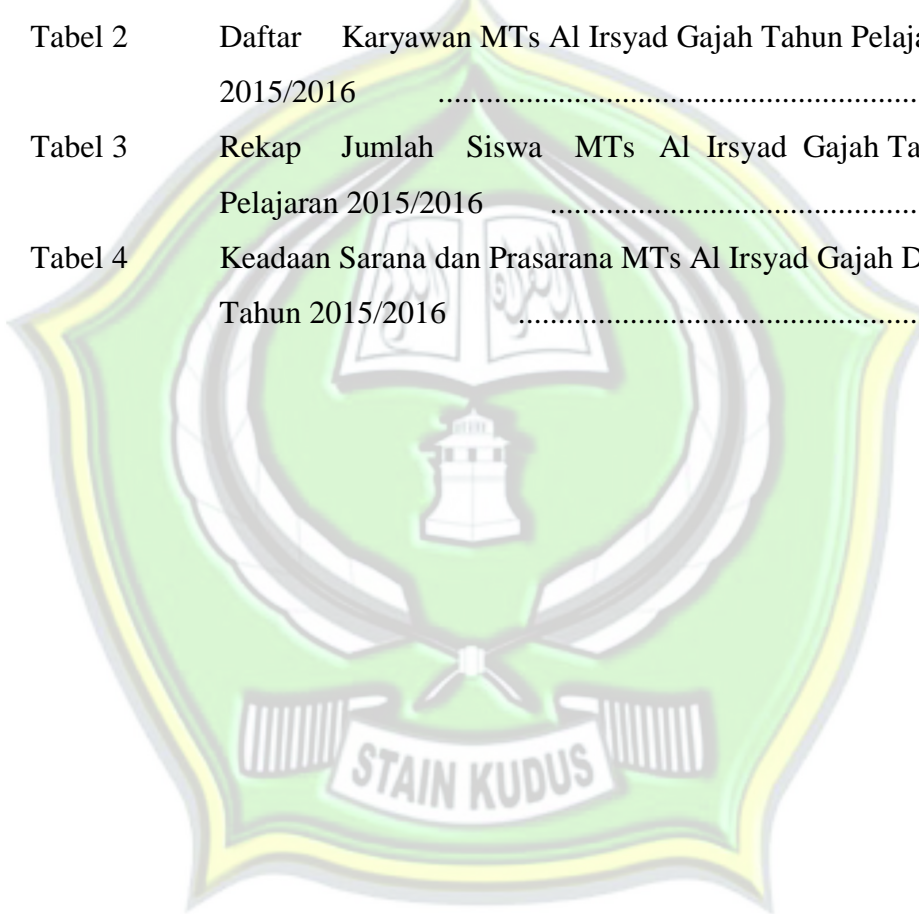 Tabel 2 Daftar Karyawan MTs Al Irsyad Gajah Tahun
2015/2016 ............................................................
Tabel 3 Rekap Jumlah Siswa MTs Al Irsyad Gajah
Pelajaran 2015/2016 .............................................
Tabel 4 Keadaan Sarana dan Prasarana MTs Al Irsyad Gajah
Tahun 2015/2016 ..................................................
STAIN KUDUS